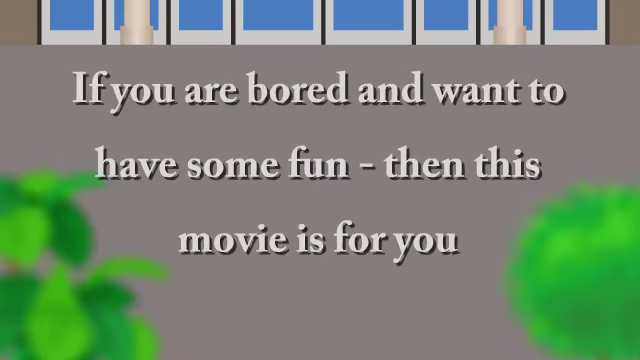 If you are bored and want to
have some fun - then this
movie is for you